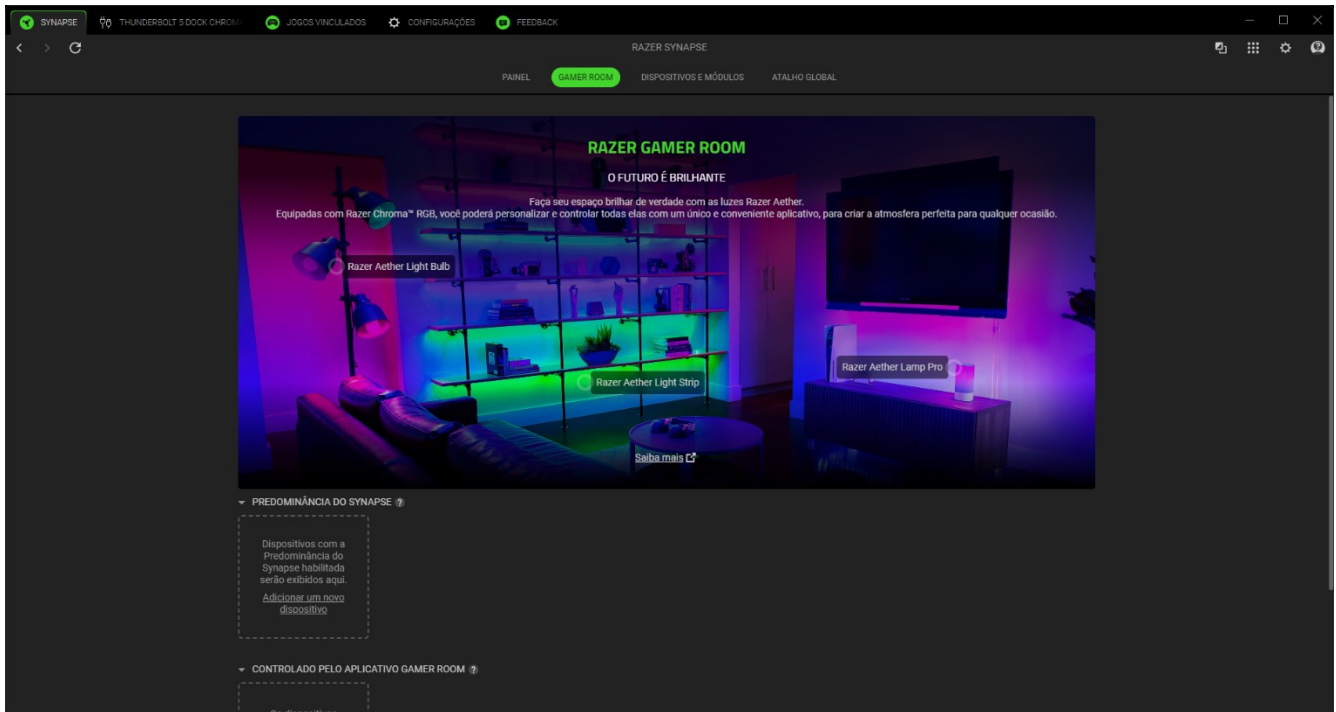 SYNAPSE
THUNDERBOLT 5 DOCK CHROMA
JOGOS VINCULADOS
CONFIGURAÇÕES
FEEDBACK
RAZER SYNAPSE
PAINEL
GAMER ROOM
DISPOSITIVOS E MÓDULOS
ATALHO GLOBAL
RAZER GAMER ROOM
O FUTURO É BRILHANTE
Faça seu espaço brilhar de verdade com as luzes Razer Aether.
Equipadas com Razer Chroma™ RGB, você poderá personalizar e controlar todas elas com um único e conveniente aplicativo, para criar a atmosfera perfeita para qualquer ocasião.
Razer Aether Light Bulb
Razer Aether Lamp Pro
Razer Aether Light Strip
Saiba mais
PREDOMINÂNCIA DO SYNAPSE ?
Dispositivos com a
Predominância do
Synapse habilitada
serão exibidos aqui.
Adicionar um novo
dispositivo
CONTROLADO PELO APLICATIVO GAMER ROOM ?